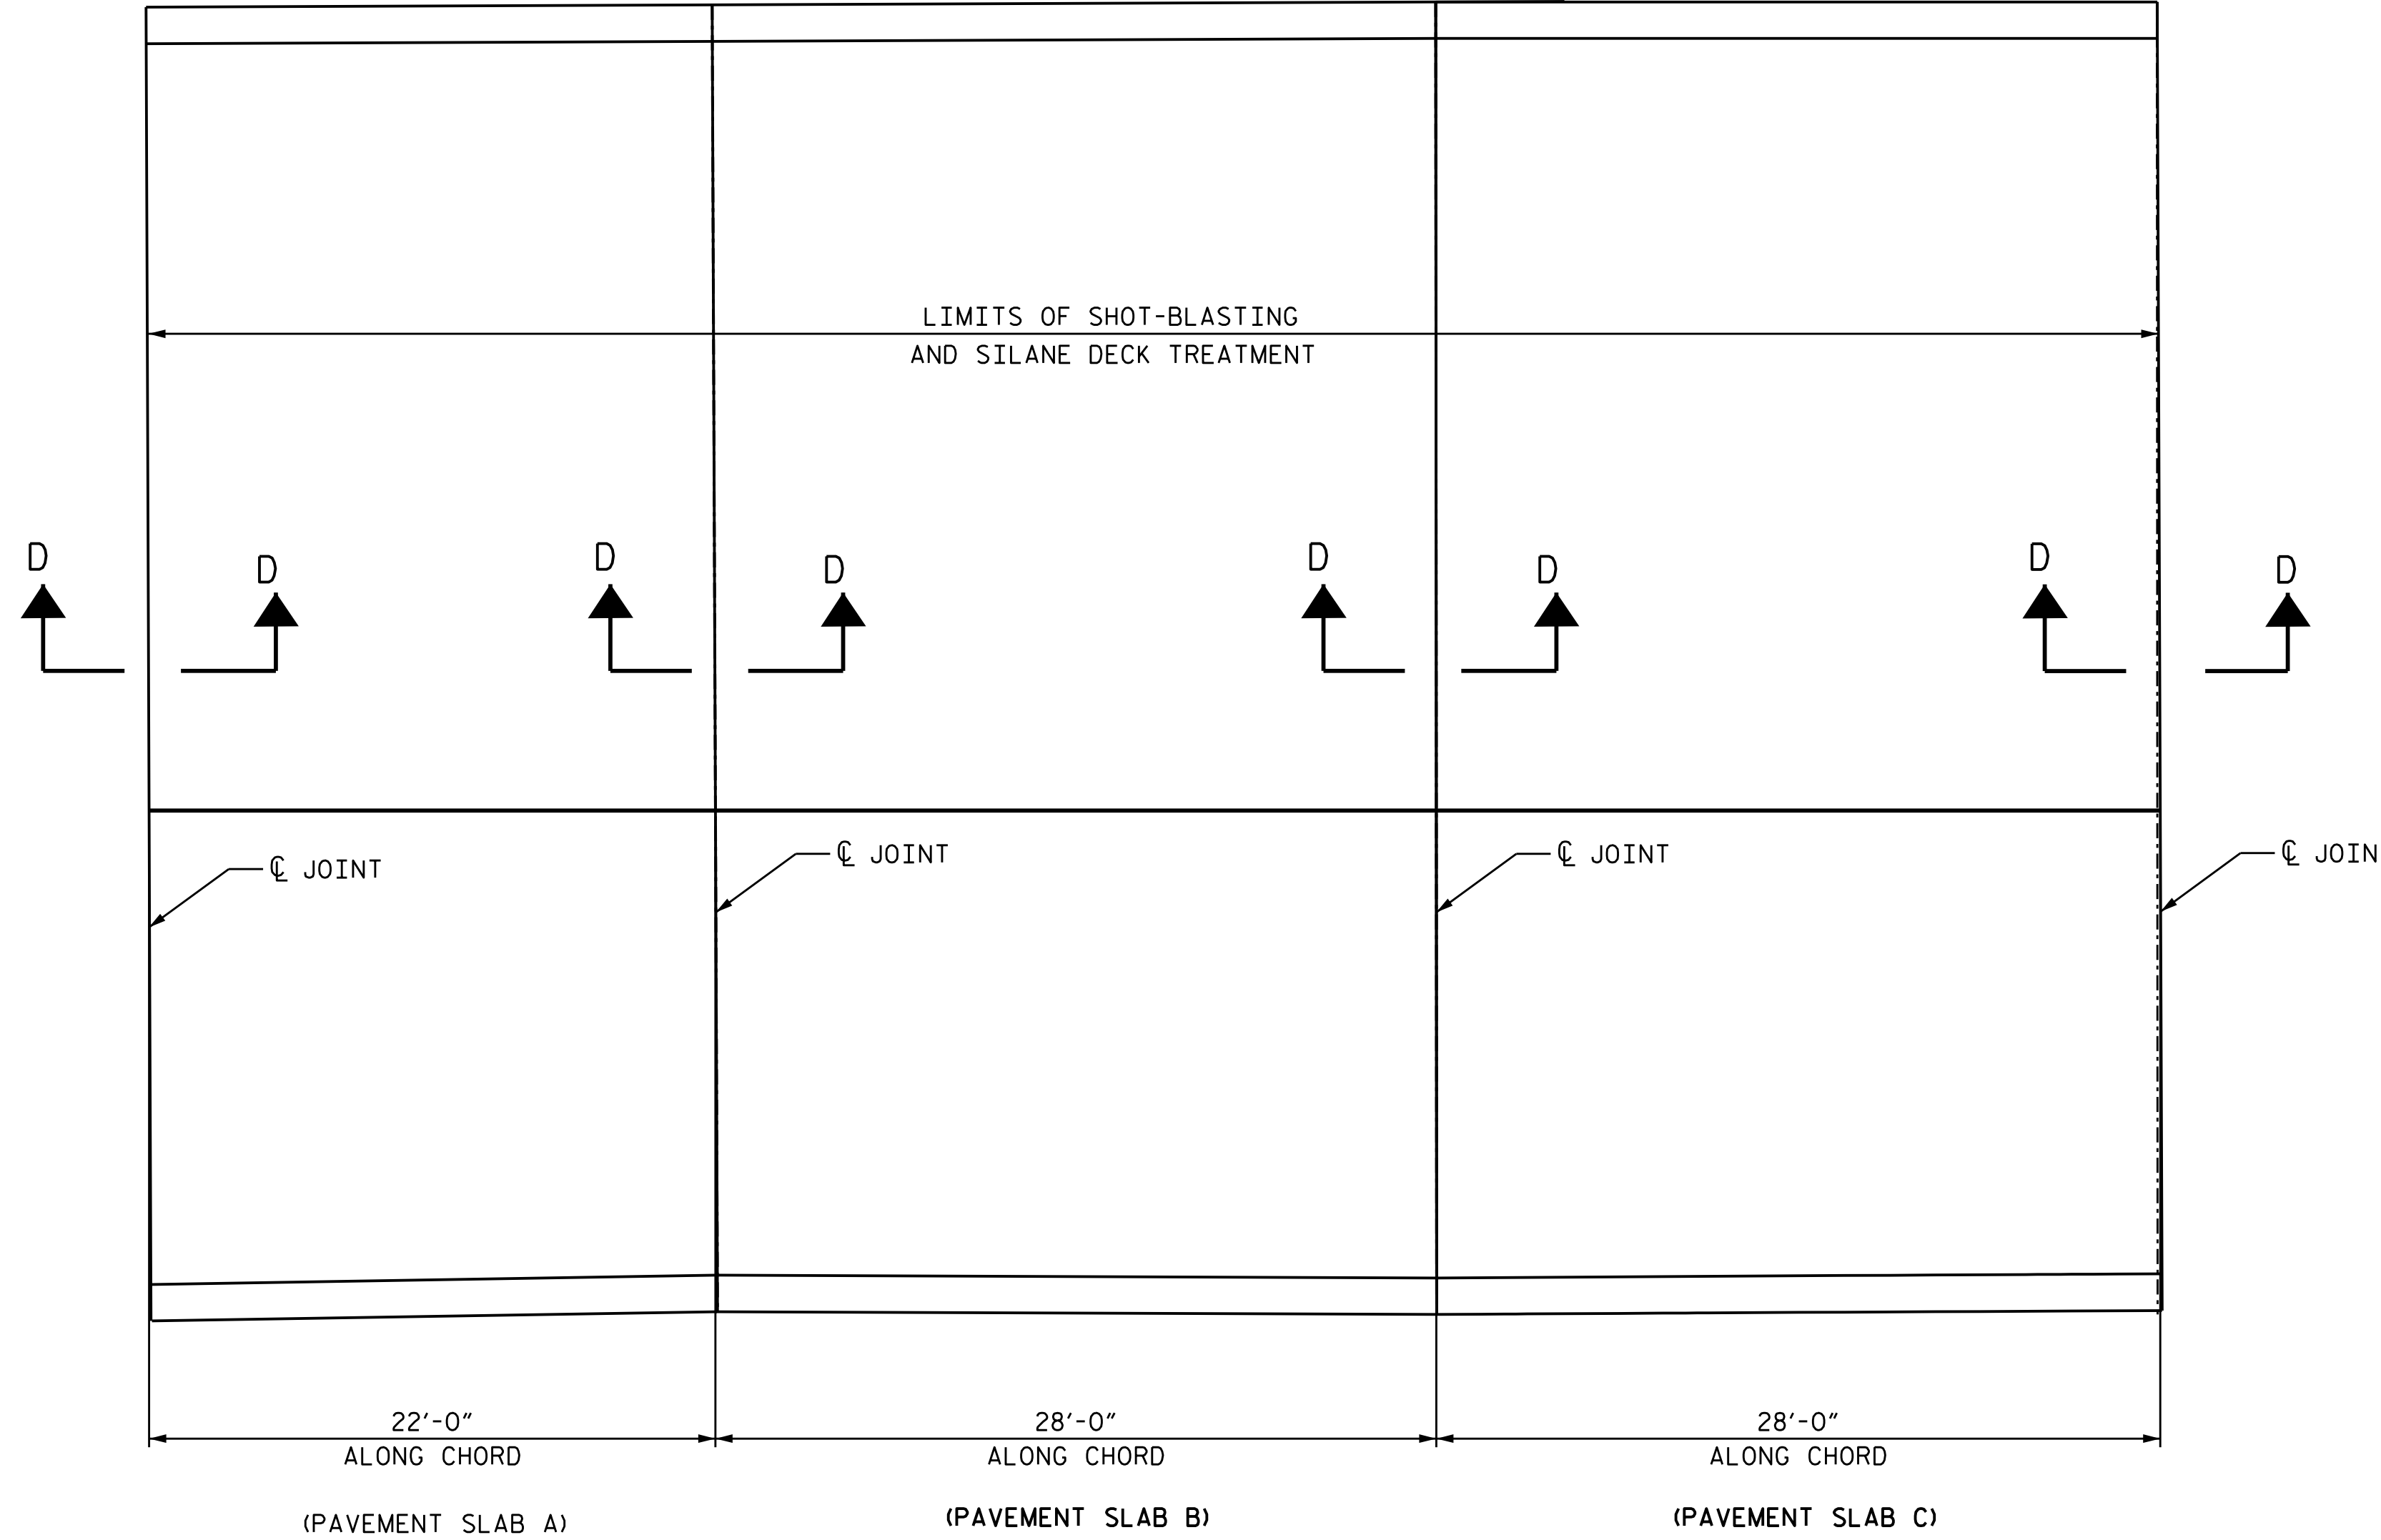 LIMITS OF SHOT-BLASTING
AND SILANE DECK TREATMENT
D D D D D D D D
℄ JOINT ℄ JOINT ℄ JOINT ℄ JOIN
22'-0" 28'-0" 28'-0"
ALONG CHORD ALONG CHORD ALONG CHORD
(PAVEMENT SLAB A) (PAVEMENT SLAB B) (PAVEMENT SLAB C)